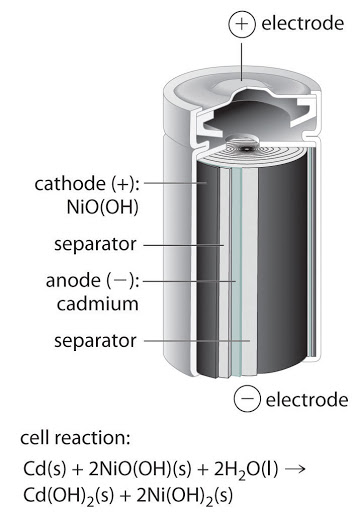 + electrode
cathode (+):
NiO(OH)
separator
anode (−):
cadmium
separator
− electrode
cell reaction:
Cd(s) + 2NiO(OH)(s) + 2H₂O(l) →
Cd(OH)₂(s) + 2Ni(OH)₂(s)